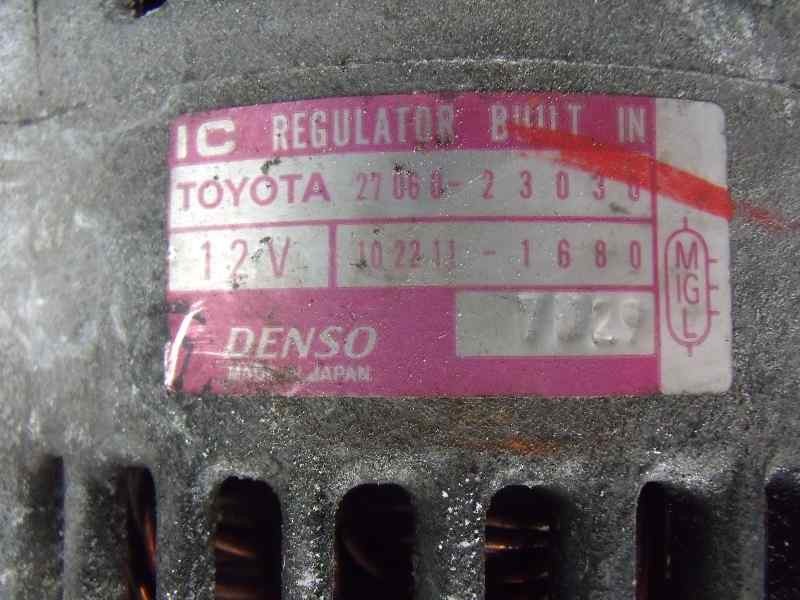 IC REGULATOR BUILT IN
TOYOTA 27060-23030
12V 102211-1680
DENSO
MADE IN JAPAN
M
IG
L